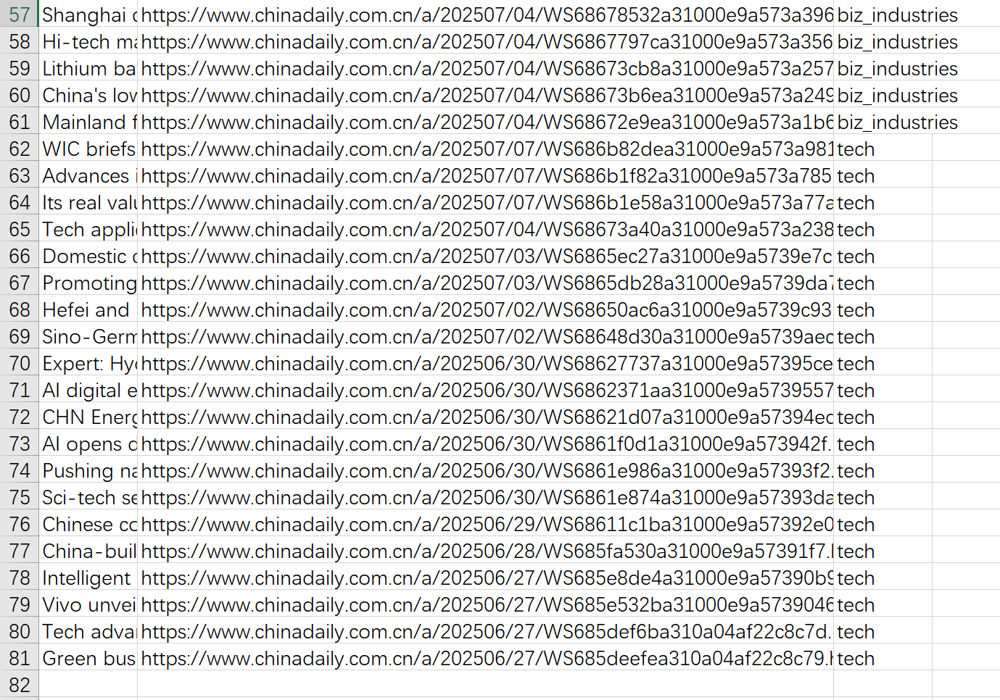 57 Shanghai c https://www.chinadaily.com.cn/a/202507/04/WS68678532a31000e9a573a396 biz_industries
58 Hi-tech ma https://www.chinadaily.com.cn/a/202507/04/WS6867797ca31000e9a573a356 biz_industries
59 Lithium ba https://www.chinadaily.com.cn/a/202507/04/WS68673cb8a31000e9a573a257 biz_industries
60 China's low https://www.chinadaily.com.cn/a/202507/04/WS68673b6ea31000e9a573a249 biz_industries
61 Mainland f https://www.chinadaily.com.cn/a/202507/04/WS68672e9ea31000e9a573a1b6 biz_industries
62 WIC briefs https://www.chinadaily.com.cn/a/202507/07/WS686b82dea31000e9a573a981 tech
63 Advances i https://www.chinadaily.com.cn/a/202507/07/WS686b1f82a31000e9a573a785 tech
64 Its real valu https://www.chinadaily.com.cn/a/202507/07/WS686b1e58a31000e9a573a77a tech
65 Tech appli https://www.chinadaily.com.cn/a/202507/04/WS68673a40a31000e9a573a238 tech
66 Domestic c https://www.chinadaily.com.cn/a/202507/03/WS6865ec27a31000e9a5739e7c tech
67 Promoting https://www.chinadaily.com.cn/a/202507/03/WS6865db28a31000e9a5739da7 tech
68 Hefei and https://www.chinadaily.com.cn/a/202507/02/WS68650ac6a31000e9a5739c93 tech
69 Sino-Germ https://www.chinadaily.com.cn/a/202507/02/WS68648d30a31000e9a5739aec tech
70 Expert: Hyd https://www.chinadaily.com.cn/a/202506/30/WS68627737a31000e9a57395ce tech
71 AI digital e https://www.chinadaily.com.cn/a/202506/30/WS6862371aa31000e9a5739557 tech
72 CHN Energ https://www.chinadaily.com.cn/a/202506/30/WS68621d07a31000e9a57394ec tech
73 AI opens d https://www.chinadaily.com.cn/a/202506/30/WS6861f0d1a31000e9a573942f. tech
74 Pushing na https://www.chinadaily.com.cn/a/202506/30/WS6861e986a31000e9a57393f2. tech
75 Sci-tech se https://www.chinadaily.com.cn/a/202506/30/WS6861e874a31000e9a57393da tech
76 Chinese co https://www.chinadaily.com.cn/a/202506/29/WS68611c1ba31000e9a57392e0 tech
77 China-buil https://www.chinadaily.com.cn/a/202506/28/WS685fa530a31000e9a57391f7.h tech
78 Intelligent https://www.chinadaily.com.cn/a/202506/27/WS685e8de4a31000e9a57390b9 tech
79 Vivo unvei https://www.chinadaily.com.cn/a/202506/27/WS685e532ba31000e9a5739046 tech
80 Tech advan https://www.chinadaily.com.cn/a/202506/27/WS685def6ba310a04af22c8c7d. tech
81 Green bus https://www.chinadaily.com.cn/a/202506/27/WS685deefea310a04af22c8c79.h tech
82